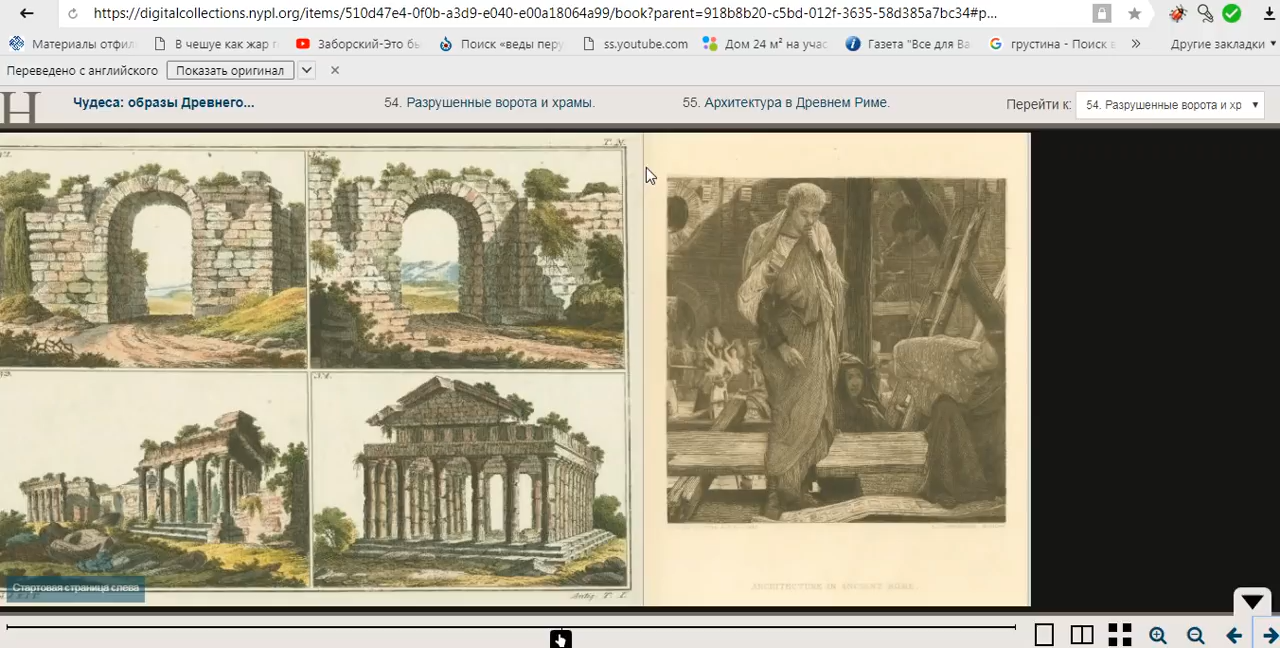 https://digitalcollections.nypl.org/items/510d47e4-0f0b-a3d9-e040-e00a18064a99/book?parent=918b8b20-c5bd-012f-3635-58d385a7bc34#p...
Материалы отфил
В чешуе как жар г
Заборский-Это бы
Поиск «веды перу
ss.youtube.com
Дом 24 м² на учас
Газета "Все для Ва
грустина - Поиск в
»
Другие закладки
Переведено с английского
Показать оригинал
Н
Чудеса: образы Древнего...
54. Разрушенные ворота и храмы.
55. Архитектура в Древнем Риме.
Перейти к:
54. Разрушенные ворота и хр
T. IV.
Стартовая страница слева
Antiq. T. I.
ARCHITECTURE IN ANCIENT ROME.